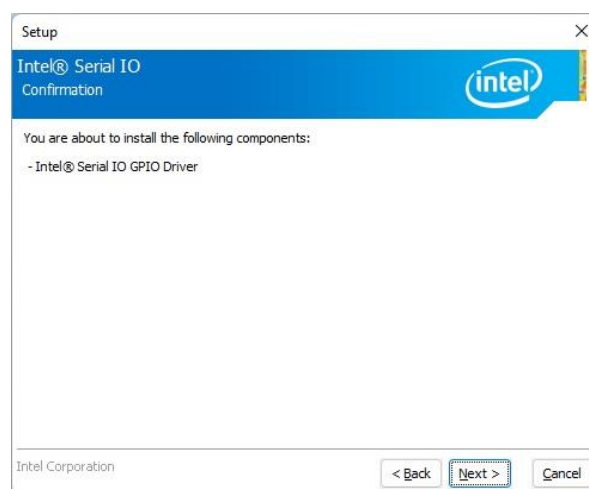 Setup
Intel® Serial IO
Confirmation
intel
You are about to install the following components:
- Intel® Serial IO GPIO Driver
Intel Corporation
< Back
Next >
Cancel